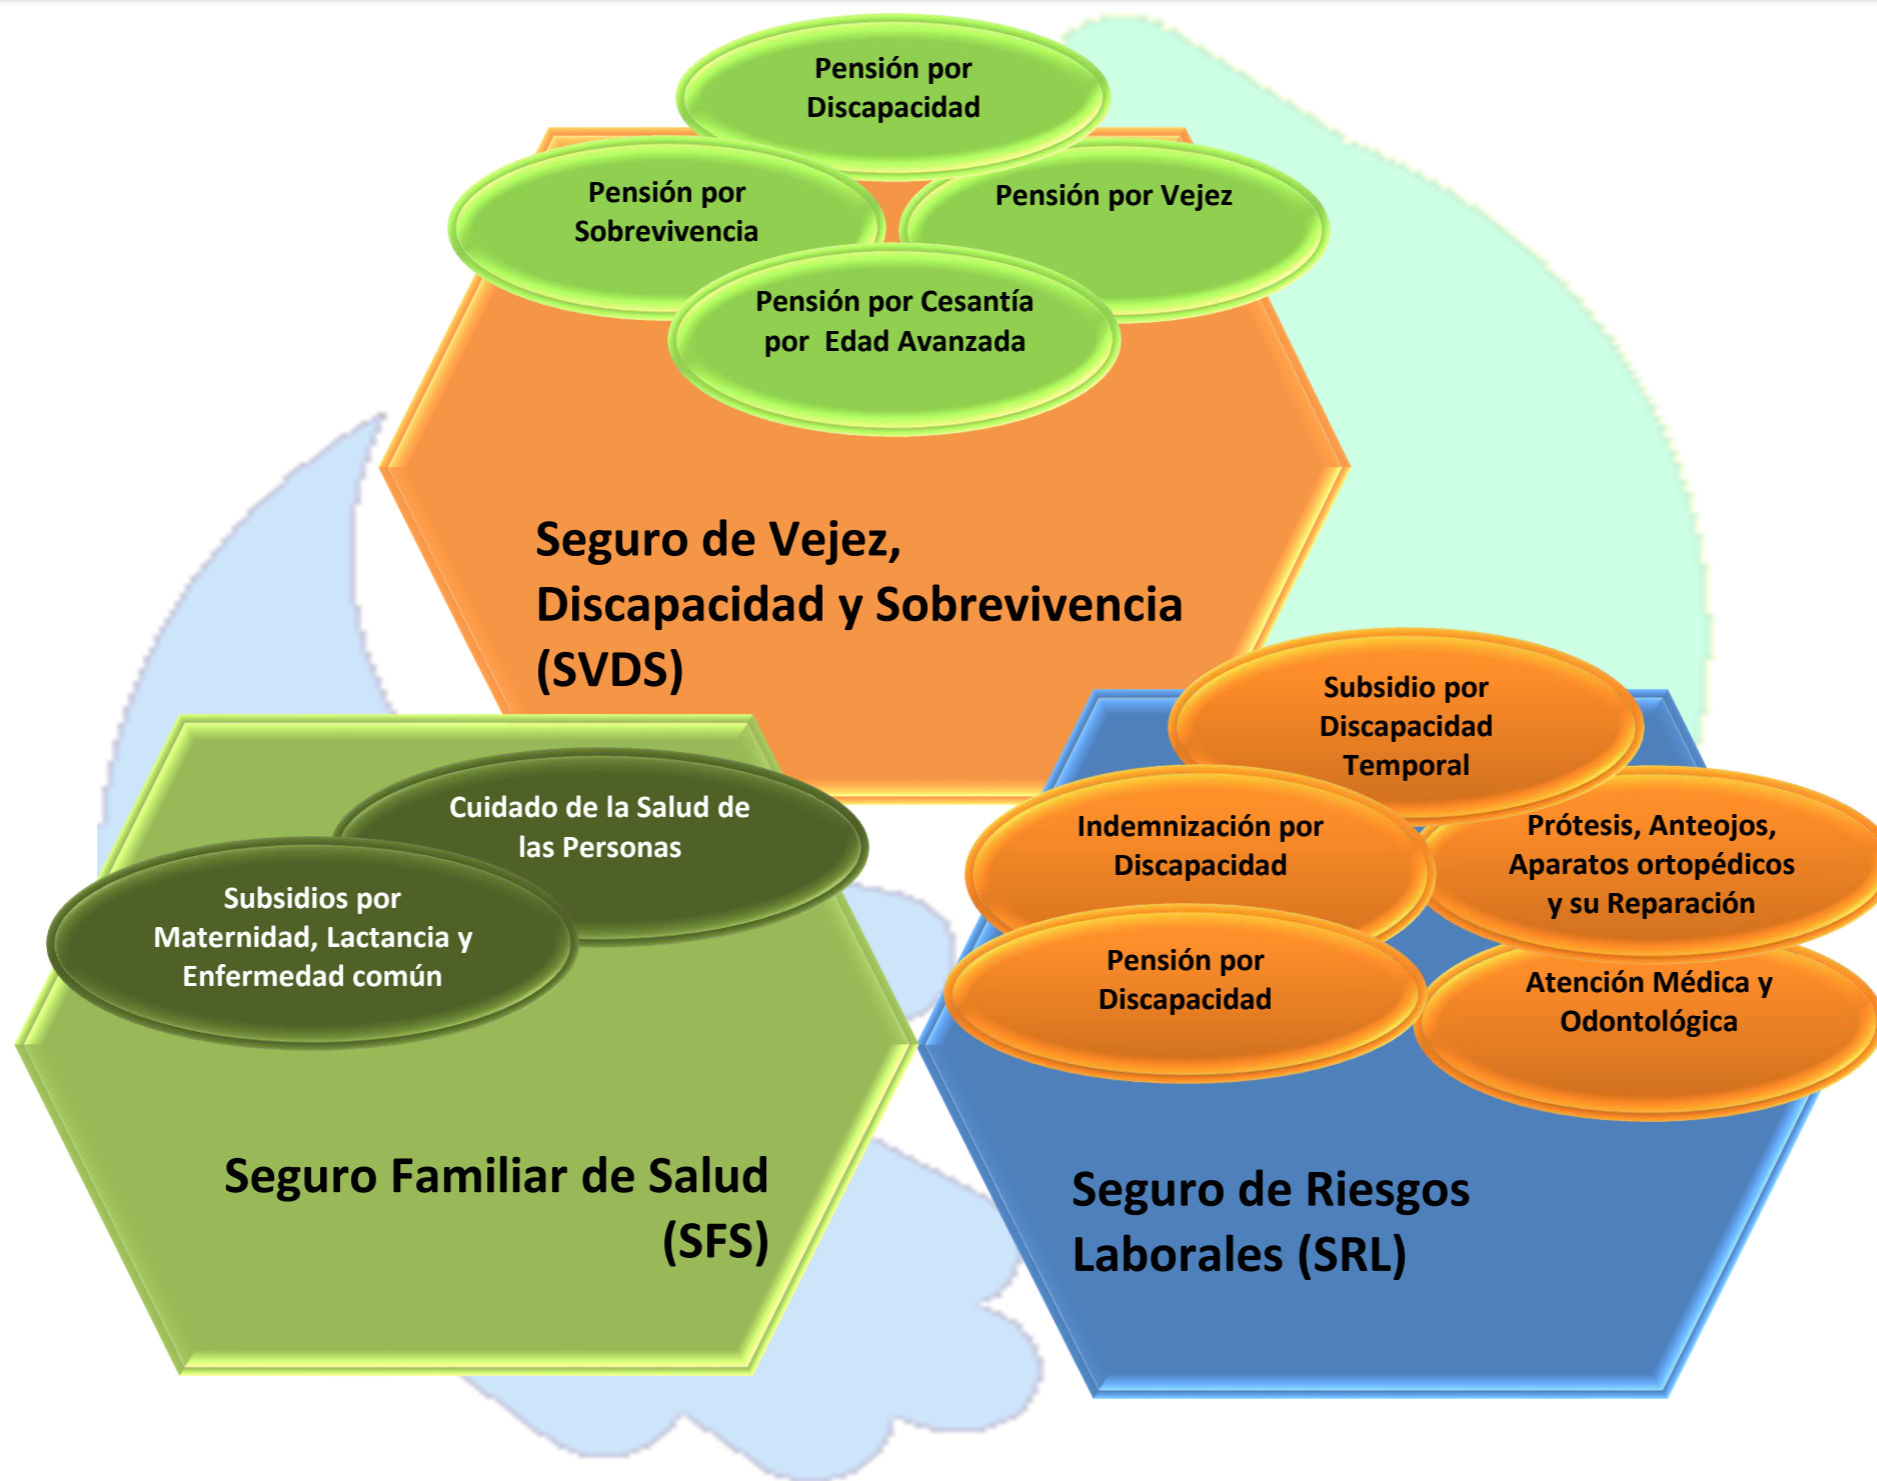 Pensión por
Discapacidad
Pensión por
Sobrevivencia
Pensión por Vejez
Pensión por Cesantía
por  Edad Avanzada
Seguro de Vejez,
Discapacidad y Sobrevivencia
(SVDS)
Cuidado de la Salud de
las Personas
Subsidios por
Maternidad, Lactancia y
Enfermedad común
Seguro Familiar de Salud
(SFS)
Subsidio por
Discapacidad
Temporal
Indemnización por
Discapacidad
Prótesis, Anteojos,
Aparatos ortopédicos
y su Reparación
Pensión por
Discapacidad
Atención Médica y
Odontológica
Seguro de Riesgos
Laborales (SRL)